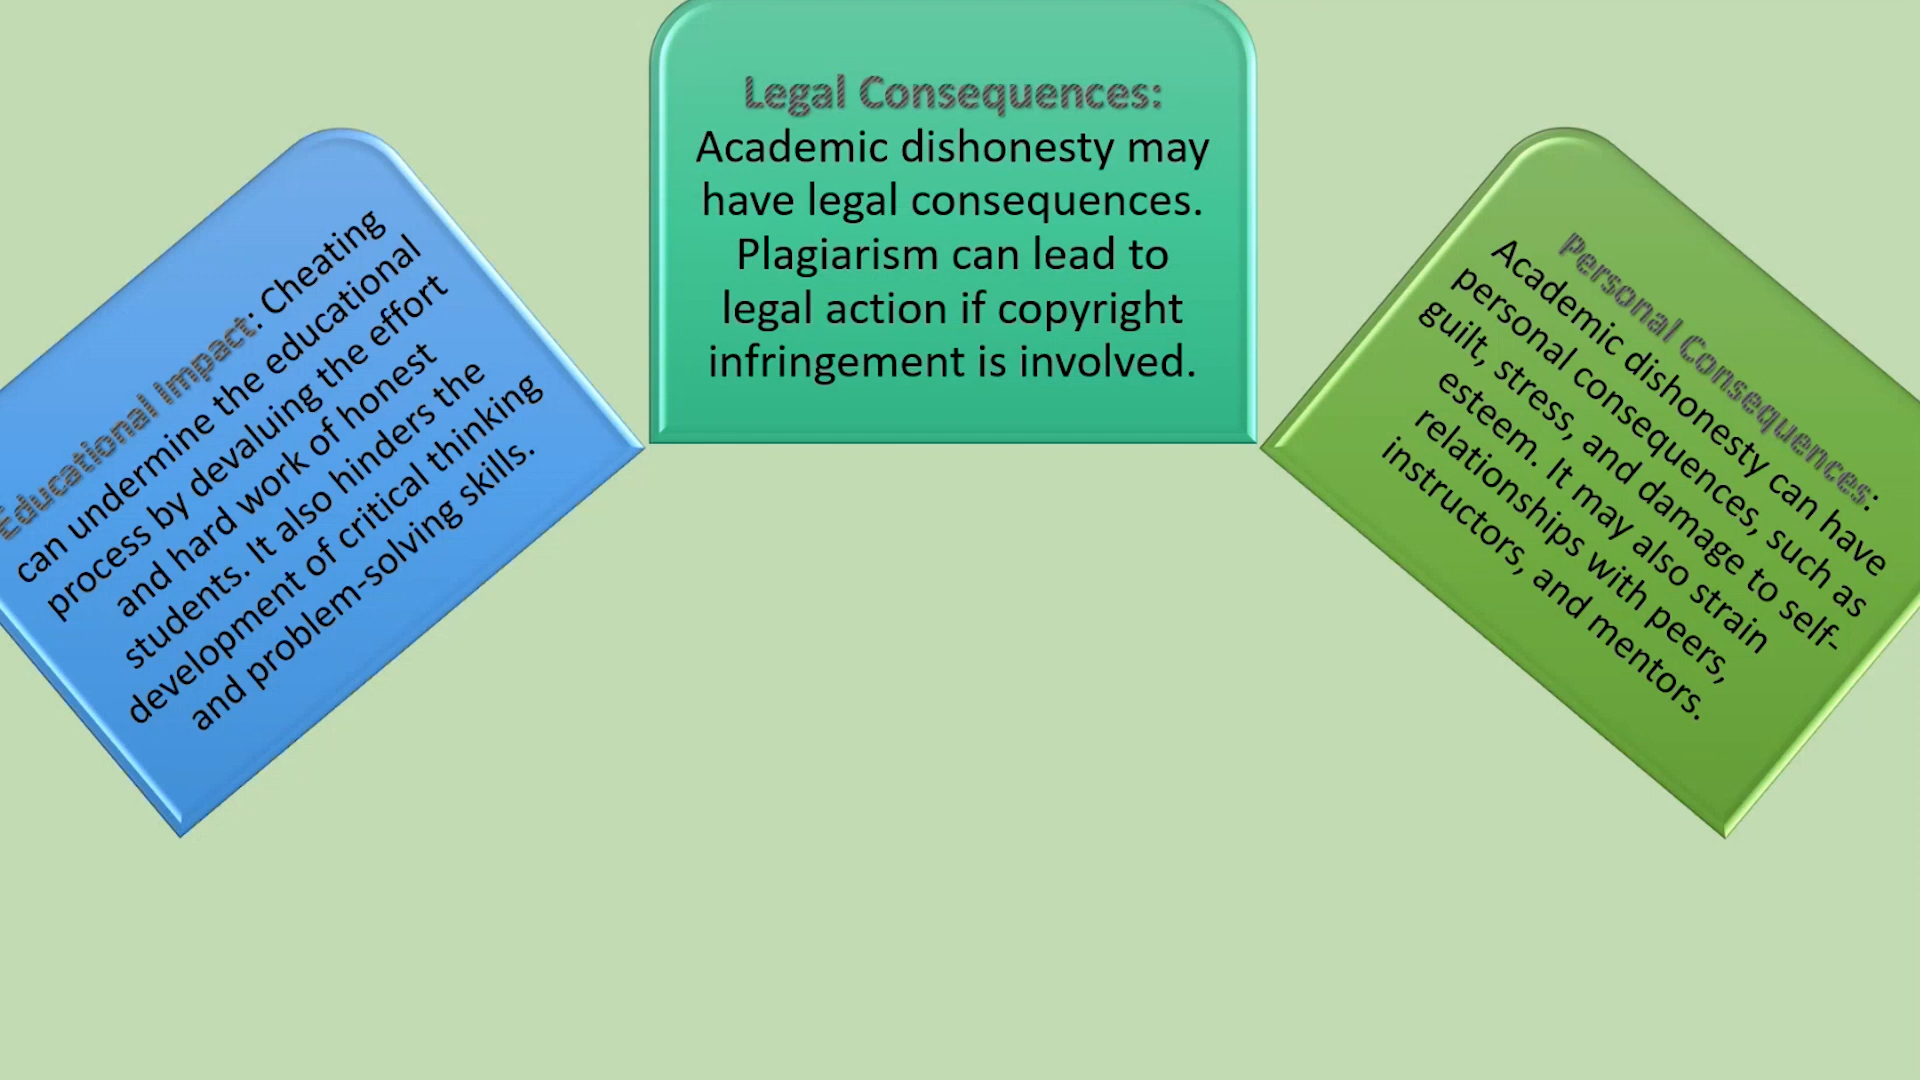 Educational Impact: Cheating
can undermine the educational
process by devaluing the effort
and hard work of honest
students. It also hinders the
development of critical thinking
and problem-solving skills.
Legal Consequences:
Academic dishonesty may
have legal consequences.
Plagiarism can lead to
legal action if copyright
infringement is involved.
Personal Consequences:
Academic dishonesty can have
personal consequences, such as
guilt, stress, and damage to self-
esteem. It may also strain
relationships with peers,
instructors, and mentors.